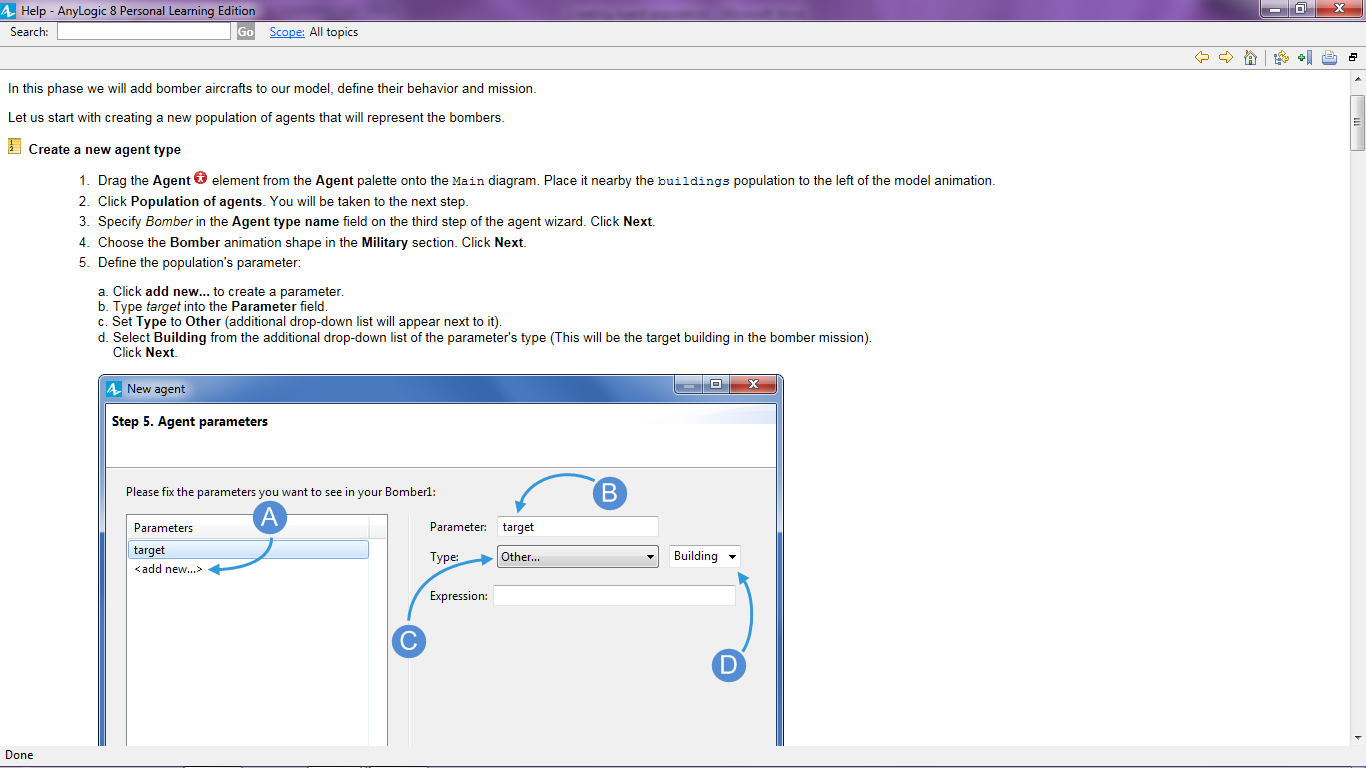 Help - AnyLogic 8 Personal Learning Edition
Search: Go Scope: All topics
In this phase we will add bomber aircrafts to our model, define their behavior and mission.
Let us start with creating a new population of agents that will represent the bombers.
Create a new agent type
1. Drag the Agent element from the Agent palette onto the Main diagram. Place it nearby the buildings population to the left of the model animation.
2. Click Population of agents. You will be taken to the next step.
3. Specify Bomber in the Agent type name field on the third step of the agent wizard. Click Next.
4. Choose the Bomber animation shape in the Military section. Click Next.
5. Define the population's parameter:
a. Click add new... to create a parameter.
b. Type target into the Parameter field.
c. Set Type to Other (additional drop-down list will appear next to it).
d. Select Building from the additional drop-down list of the parameter's type (This will be the target building in the bomber mission).
Click Next.
New agent
Step 5. Agent parameters
Please fix the parameters you want to see in your Bomber1:
B
A
Parameters
Parameter: target
target
Type: Other... Building
<add new...>
Expression:
C
D
Done